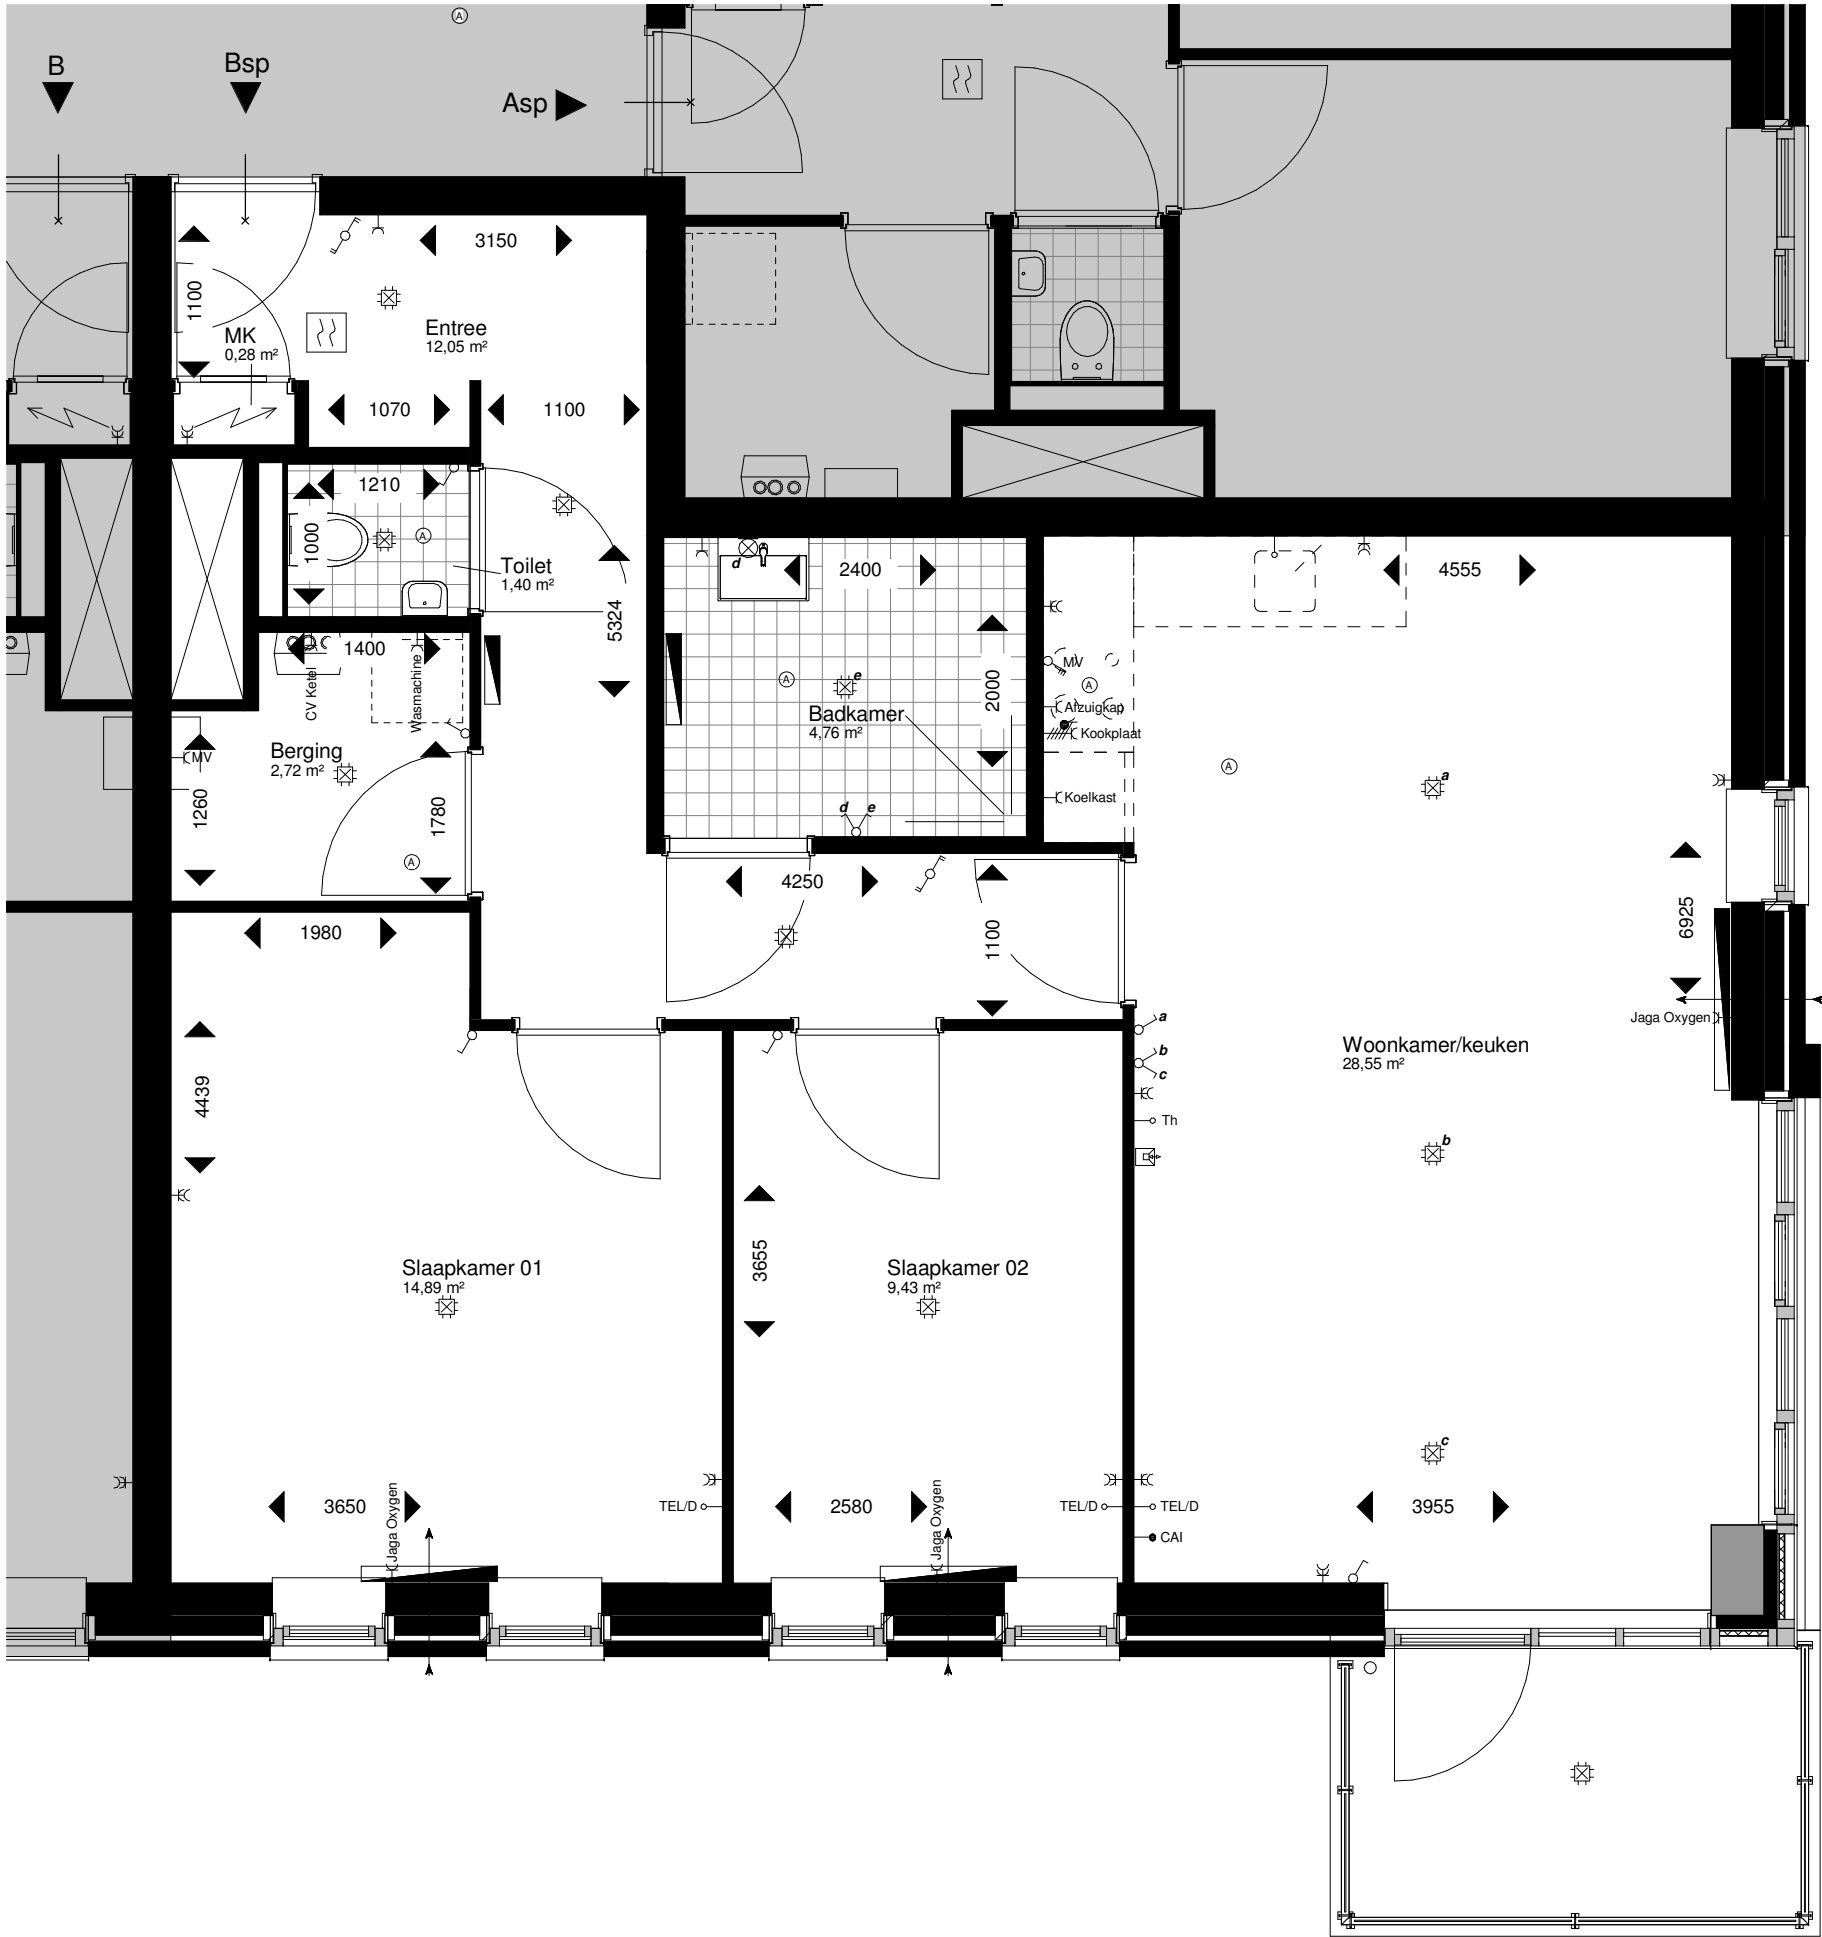 A
B
Bsp
Asp
3150
1100
MK
0,28 m²
Entree
12,05 m²
1070
1100
1210
1000
A
Toilet
1,40 m²
5324
d
2400
4555
1400
CV Ketel
Wasmachine
2000
MV
A
A
e
Afzuigkap
Badkamer
4,76 m²
Kookplaat
Berging
2,72 m²
MV
A
a
Koelkast
1260
1780
d
e
A
4250
1100
6925
1980
Jaga Oxygen
a
b
c
Woonkamer/keuken
28,55 m²
4439
Th
b
3655
Slaapkamer 01
14,89 m²
Slaapkamer 02
9,43 m²
c
3650
Jaga Oxygen
TEL/D
2580
Jaga Oxygen
TEL/D
TEL/D
3955
CAI